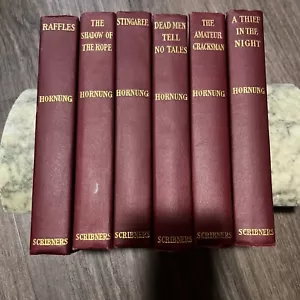 RAFFLES
HORNUNG
SCRIBNERS
THE
SHADOW OF
THE ROPE
HORNUNG
SCRIBNERS
STINGAREE
HORNUNG
SCRIBNERS
DEAD MEN
TELL
NO TALES
HORNUNG
SCRIBNERS
THE
AMATEUR
CRACKSMAN
HORNUNG
SCRIBNERS
A THIEF
IN THE
NIGHT
HORNUNG
SCRIBNERS